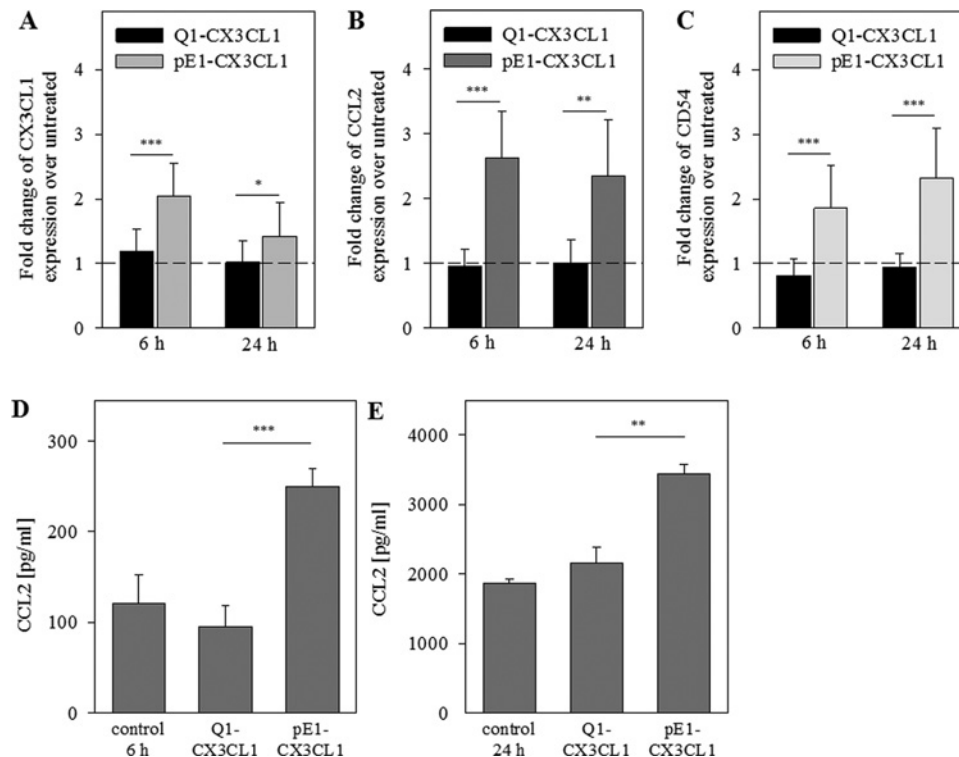 A
Q1-CX3CL1
pE1-CX3CL1
Fold change of CX3CL1
expression over untreated
4
3
2
1
0
***
*
6 h
24 h
B
Q1-CX3CL1
pE1-CX3CL1
Fold change of CCL2
expression over untreated
4
3
2
1
0
***
**
6 h
24 h
C
Q1-CX3CL1
pE1-CX3CL1
Fold change of CD54
expression over untreated
4
3
2
1
0
***
***
6 h
24 h
D
CCL2 [pg/ml]
300
200
100
0
***
control
6 h
Q1-
CX3CL1
pE1-
CX3CL1
E
CCL2 [pg/ml]
4000
3000
2000
1000
0
**
control
24 h
Q1-
CX3CL1
pE1-
CX3CL1